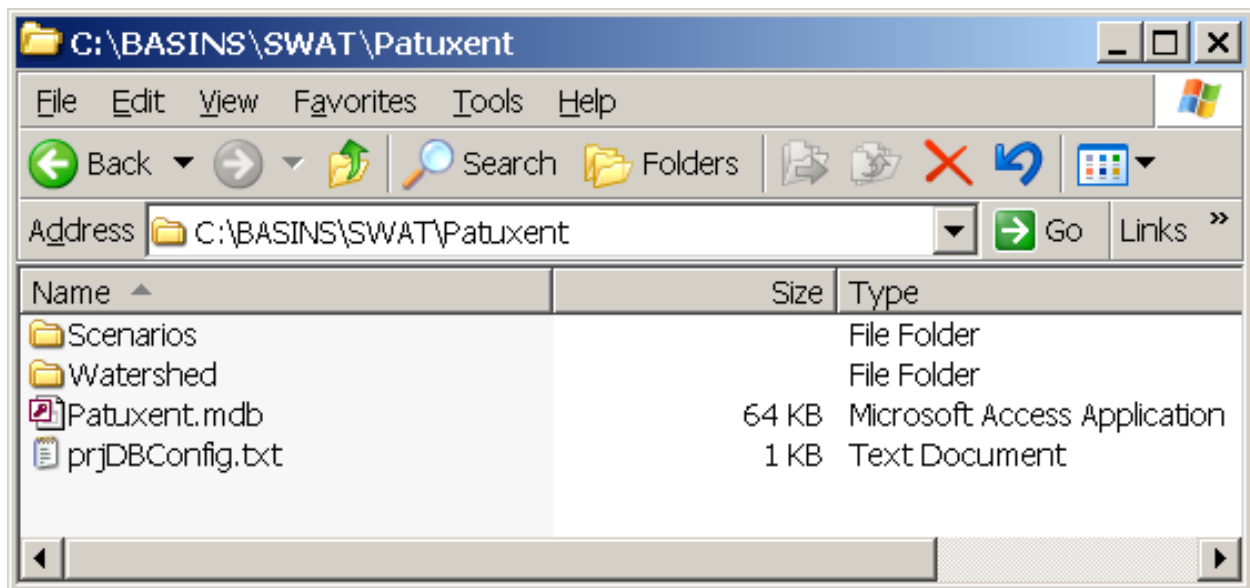 C:\BASINS\SWAT\Patuxent
File Edit View Favorites Tools Help
Back Search Folders
Address C:\BASINS\SWAT\Patuxent Go Links »
Name Size Type
Scenarios File Folder
Watershed File Folder
Patuxent.mdb 64 KB Microsoft Access Application
prjDBConfig.txt 1 KB Text Document